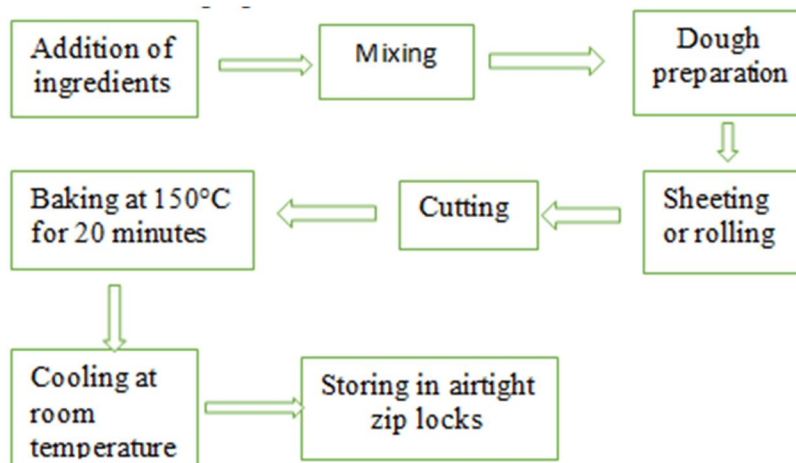 Addition of
ingredients
Mixing
Dough
preparation
Sheeting
or rolling
Cutting
Baking at 150°C
for 20 minutes
Cooling at
room
temperature
Storing in airtight
zip locks